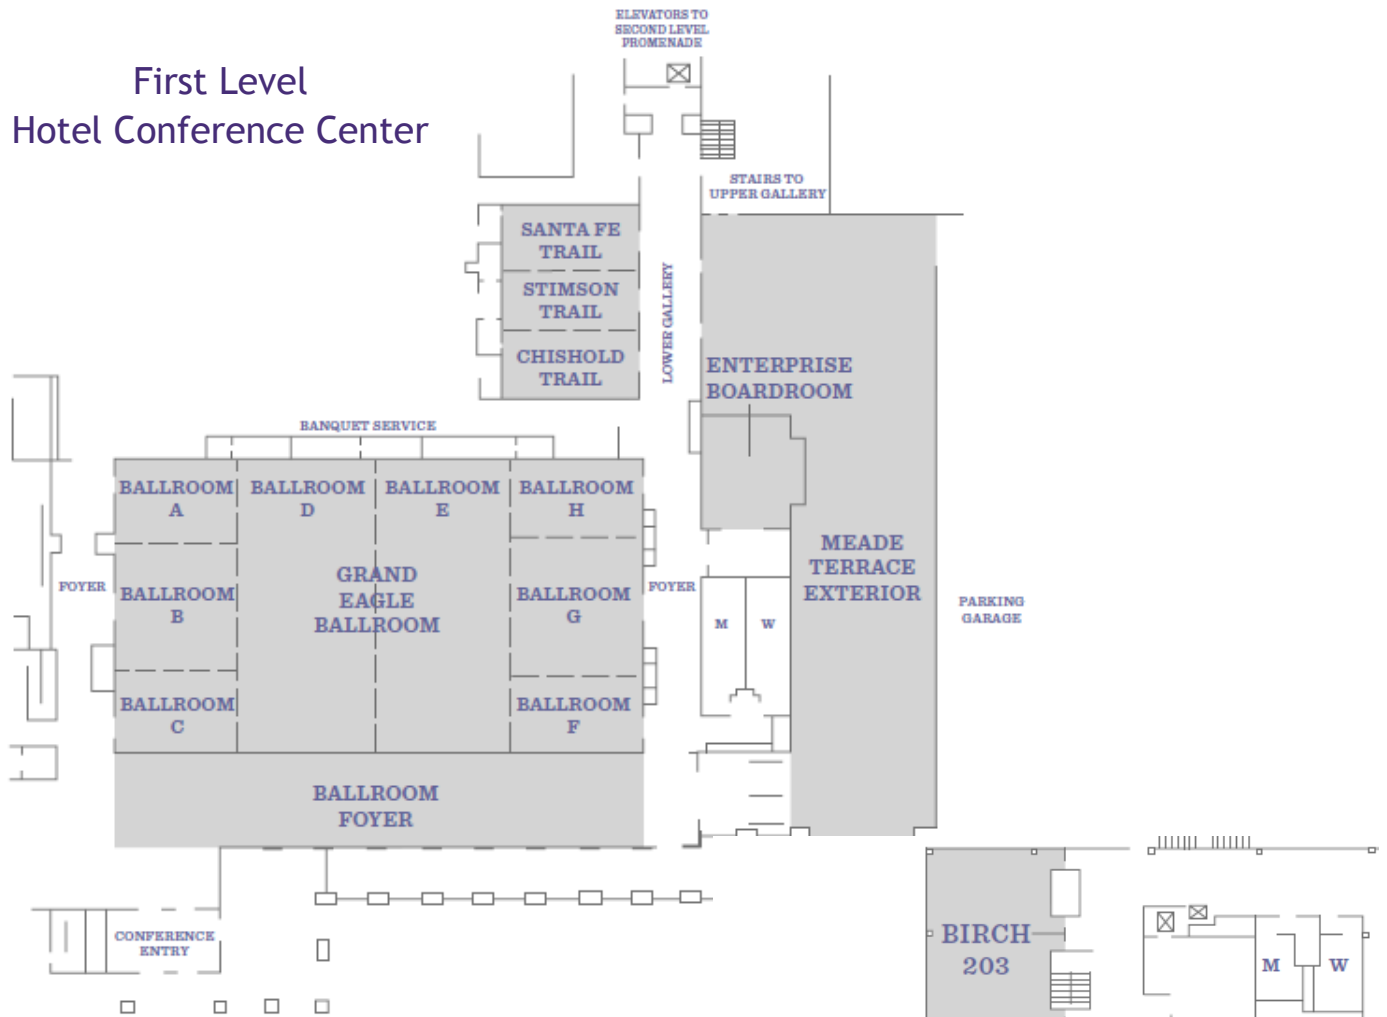 ELEVATORS TO
SECOND LEVEL
PROMENADE
First Level
Hotel Conference Center
STAIRS TO
UPPER GALLERY
SANTA FE
TRAIL
STIMSON
TRAIL
CHISHOLD
TRAIL
LOWER GALLERY
ENTERPRISE
BOARDROOM
BANQUET SERVICE
BALLROOM
A
BALLROOM
D
BALLROOM
E
BALLROOM
H
GRAND
EAGLE
BALLROOM
FOYER
BALLROOM
B
BALLROOM
G
FOYER
MEADE
TERRACE
EXTERIOR
PARKING
GARAGE
M
W
BALLROOM
C
BALLROOM
F
BALLROOM
FOYER
CONFERENCE
ENTRY
BIRCH
203
M
W